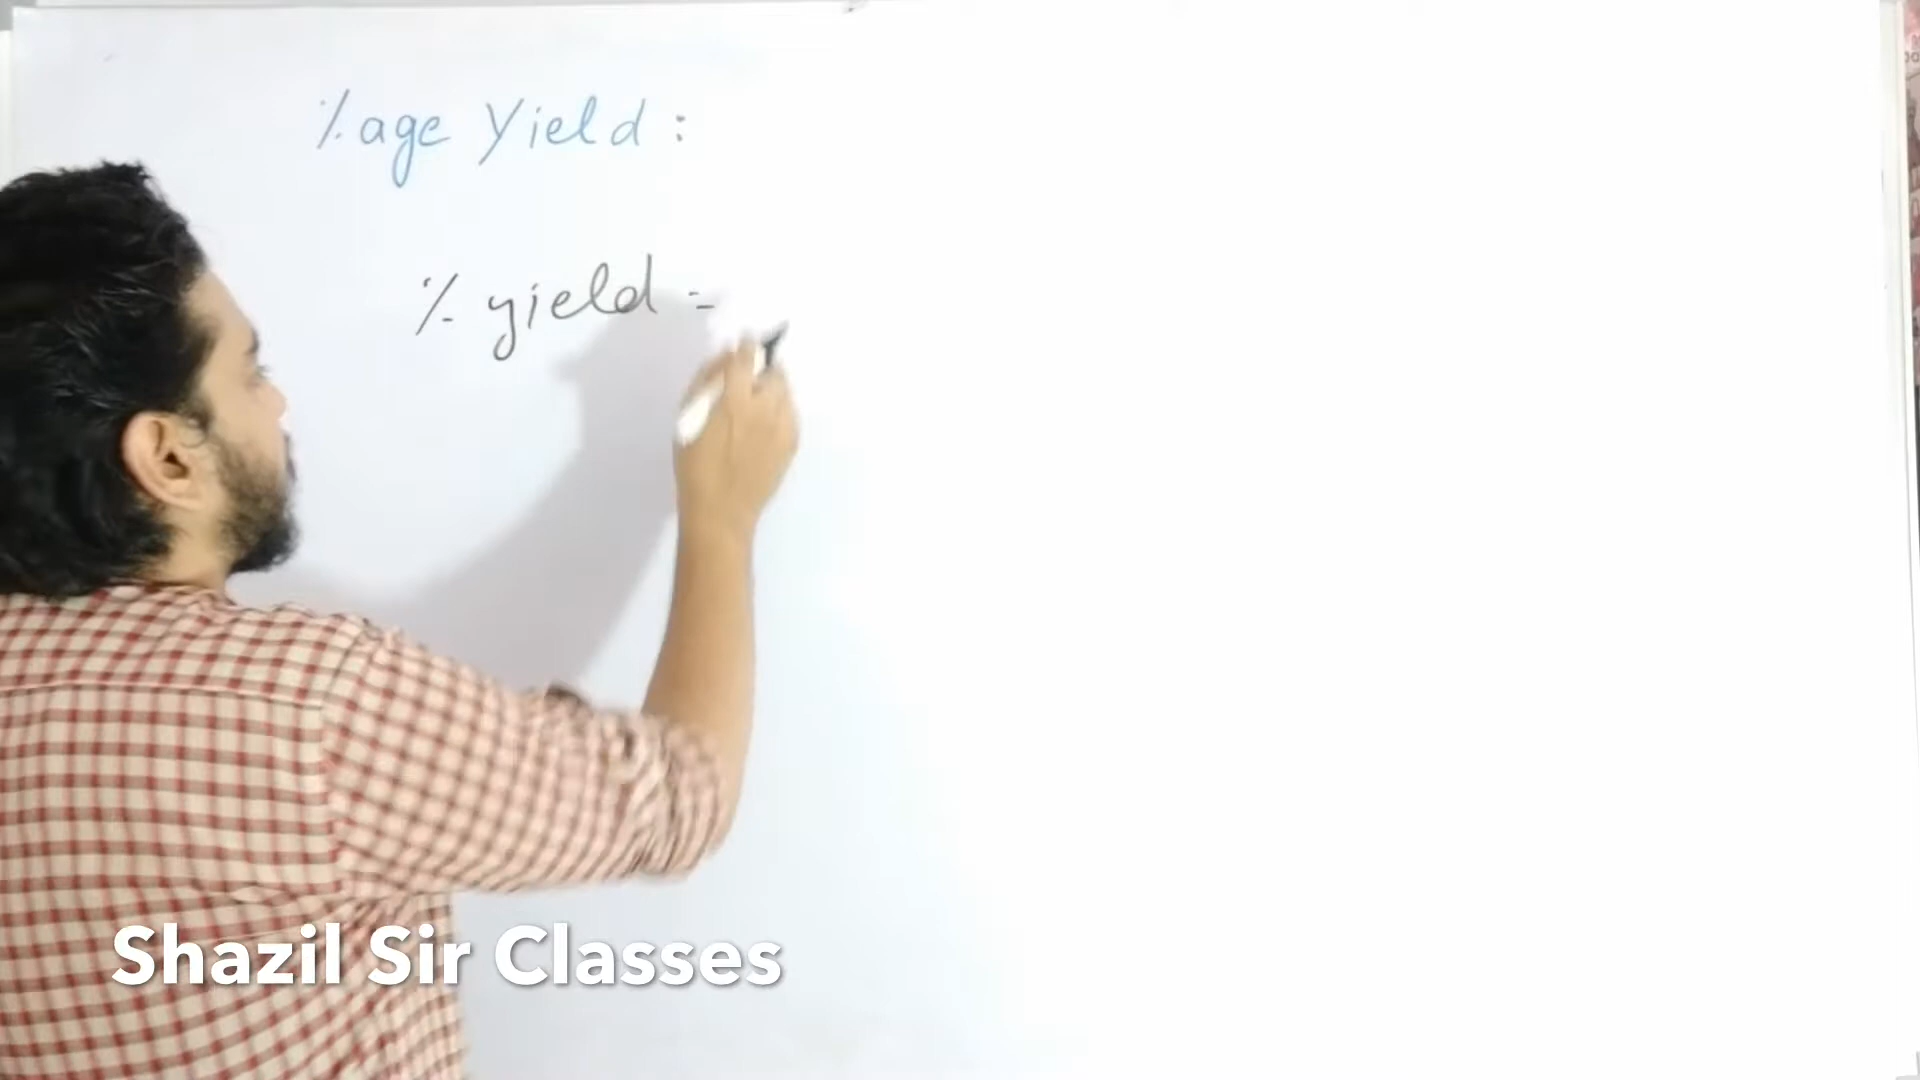 %age Yield:
% yield =
Shazil Sir Classes